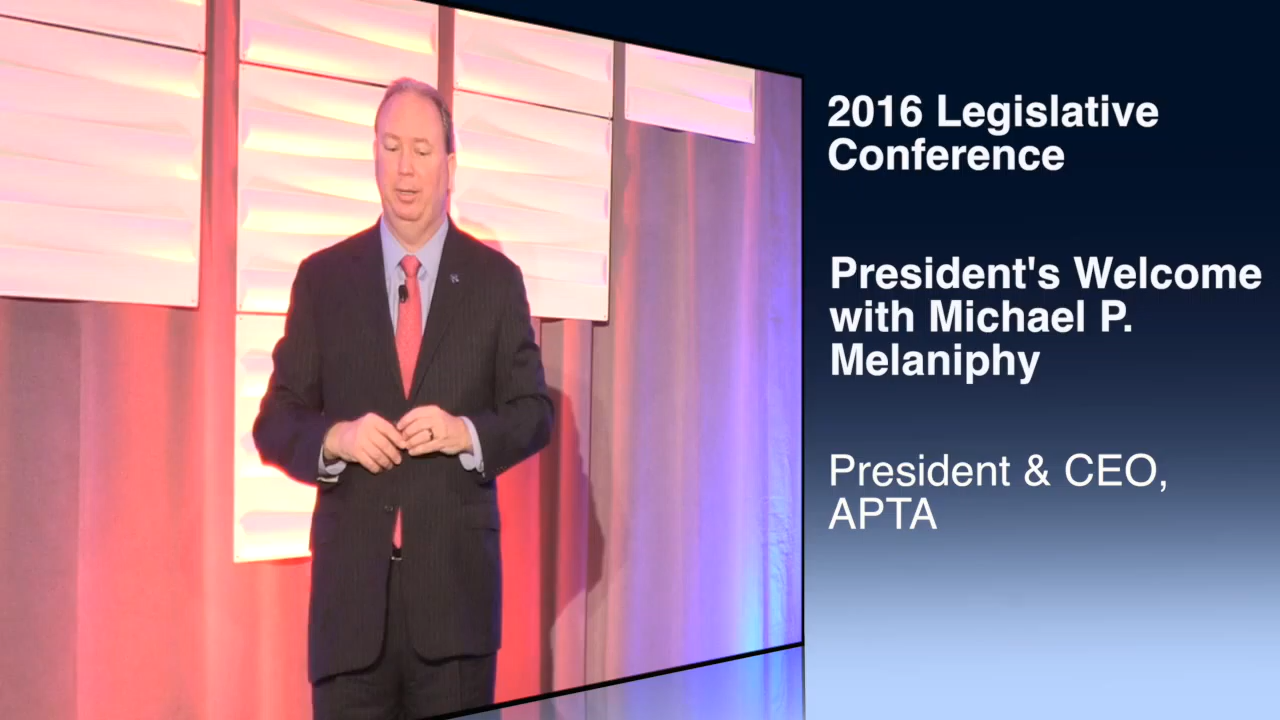 2016 Legislative
Conference
President's Welcome
with Michael P.
Melaniphy
President & CEO,
APTA